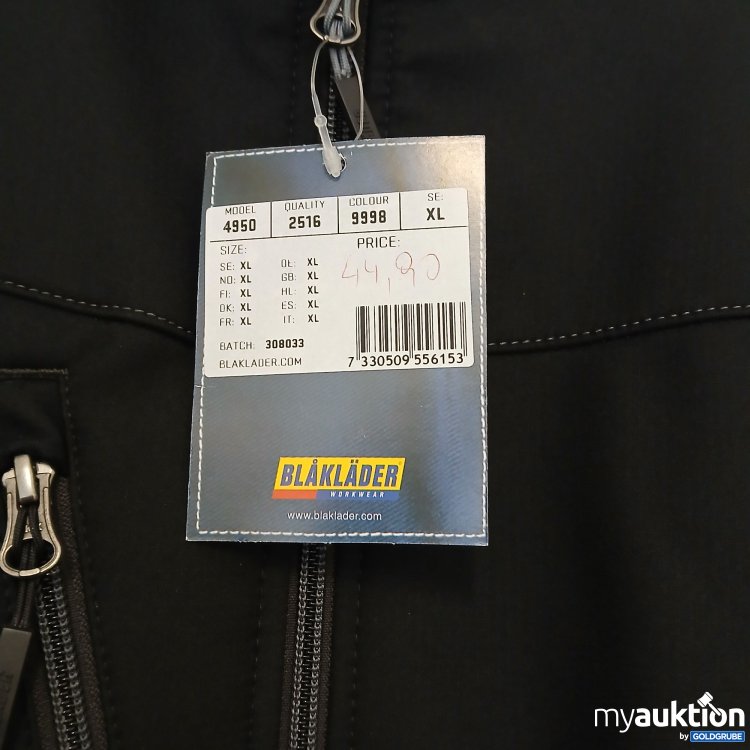 MODEL QUALITY COLOUR SE:
4950 2516 9998 XL
SIZE: PRICE:
SE: XL DE: XL 44,90
NO: XL GB: XL
FI: XL NL: XL
DK: XL ES: XL
FR: XL IT: XL
BATCH: 308033
BLAKLADER.COM
7 330509 556153
BLÅKLÄDER
WORKWEAR
www.blaklader.com
myauktion
by GOLDGRUBE